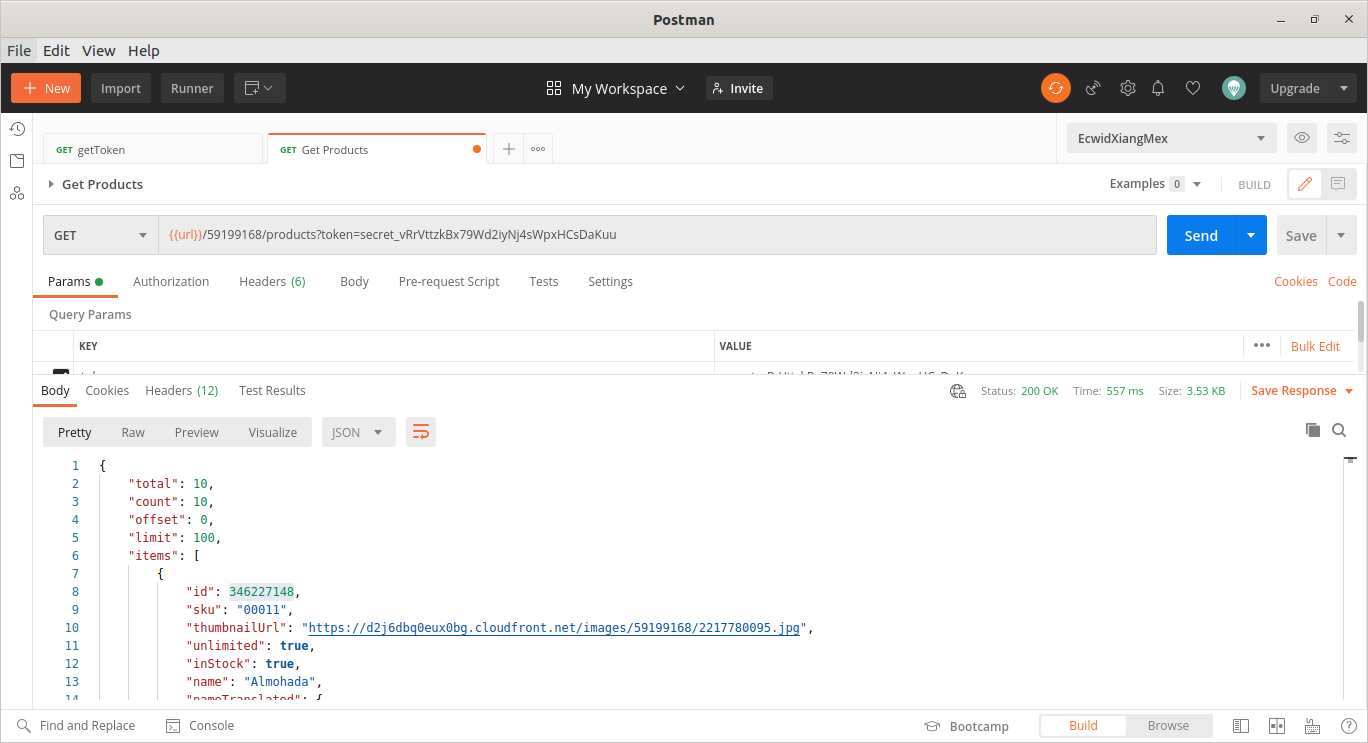 Postman
File Edit View Help
New Import Runner My Workspace Invite Upgrade
GET getToken GET Get Products EcwidXiangMex
Get Products Examples 0 BUILD
GET {{url}}/59199168/products?token=secret_vRrVttzkBx79Wd2iyNj4sWpxHCsDaKuu Send Save
Params Authorization Headers (6) Body Pre-request Script Tests Settings Cookies Code
Query Params
KEY VALUE Bulk Edit
Body Cookies Headers (12) Test Results Status: 200 OK Time: 557 ms Size: 3.53 KB Save Response
Pretty Raw Preview Visualize JSON
1 {
2 "total": 10,
3 "count": 10,
4 "offset": 0,
5 "limit": 100,
6 "items": [
7 {
8 "id": 346227148,
9 "sku": "00011",
10 "thumbnailUrl": "https://d2j6dbq0eux0bg.cloudfront.net/images/59199168/2217780095.jpg",
11 "unlimited": true,
12 "inStock": true,
13 "name": "Almohada",
14 "nameTranslated": {
Find and Replace Console Bootcamp Build Browse